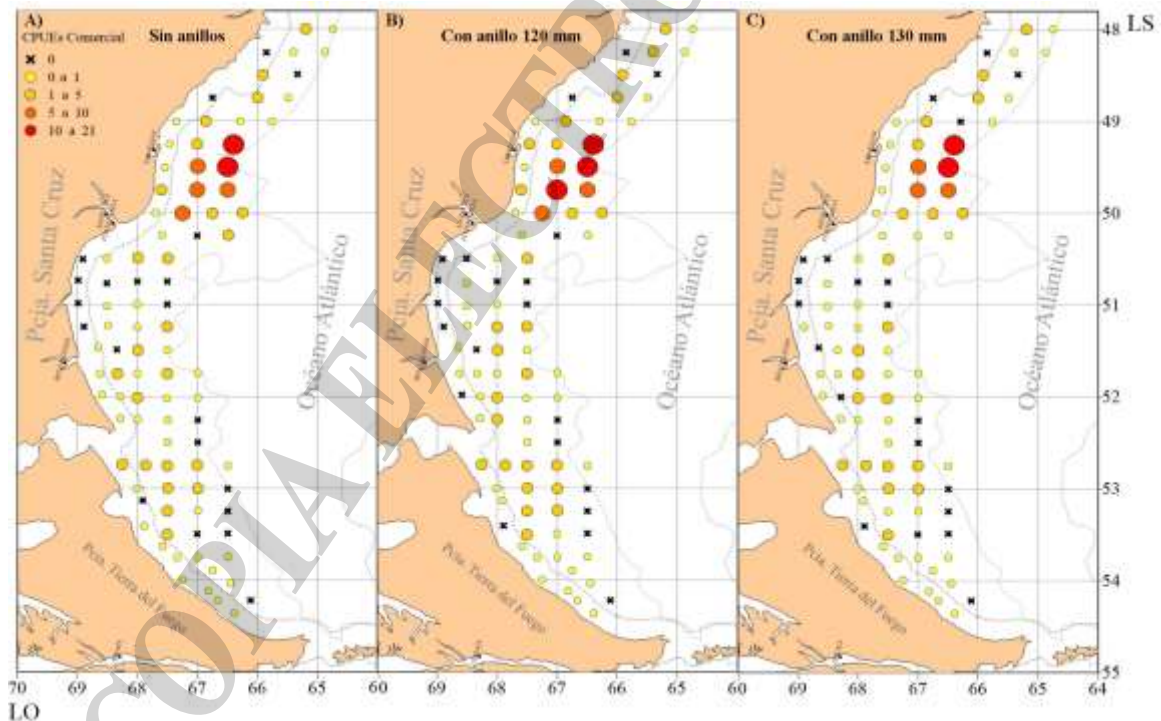 A)
CPUEs Comercial
Sin anillos
0
0 a 1
1 a 5
5 a 10
10 a 21
B)
Con anillo 120 mm
C)
Con anillo 130 mm
48 LS
49
50
51
52
53
54
55
Pcia. Santa Cruz
Océano Atlántico
Pcia. Tierra del Fuego
Pcia. Santa Cruz
Océano Atlántico
Pcia. Tierra del Fuego
Pcia. Santa Cruz
Océano Atlántico
Pcia. Tierra del Fuego
70 69 68 67 66 65 60 69 68 67 66 65 60 69 68 67 66 65 64
LO
COPIA ELECTRÓ